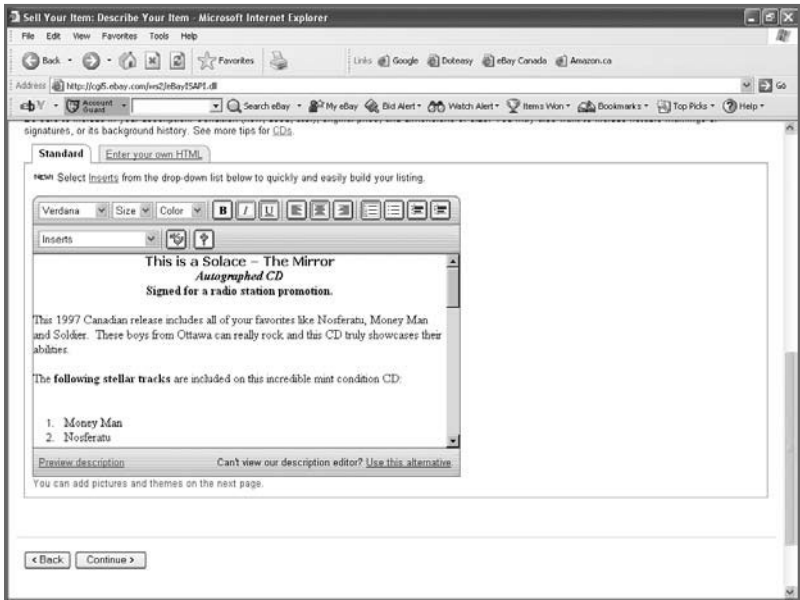 Sell Your Item: Describe Your Item - Microsoft Internet Explorer
File Edit View Favorites Tools Help
Back Favorites Links Google Doteasy eBay Canada Amazon.ca
Address http://cgi5.ebay.com/ws2/eBayISAPI.dll Go
ebY Account Guard Search eBay My eBay Bid Alert Watch Alert Items Won Bookmarks Top Picks Help
signatures, or its background history. See more tips for CDs.
Standard Enter your own HTML
NEW! Select Inserts from the drop-down list below to quickly and easily build your listing.
Verdana Size Color B I U
Inserts
This is a Solace – The Mirror
Autographed CD
Signed for a radio station promotion.
This 1997 Canadian release includes all of your favorites like Nosferatu, Money Man
and Soldier. These boys from Ottawa can really rock and this CD truly showcases their
abilities.
The following stellar tracks are included on this incredible mint condition CD:
1. Money Man
2. Nosferatu
Preview description Can't view our description editor? Use this alternative.
You can add pictures and themes on the next page.
< Back Continue >